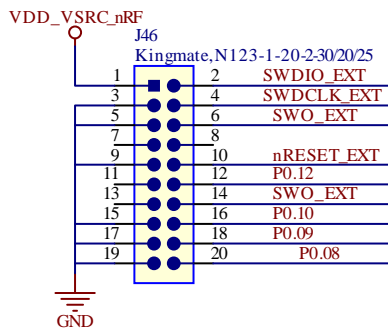 VDD_VSRC_nRF
J46
Kingmate,N123-1-20-2-30/20/25
1 2 SWDIO_EXT
3 4 SWDCLK_EXT
5 6 SWO_EXT
7 8
9 10 nRESET_EXT
11 12 P0.12
13 14 SWO_EXT
15 16 P0.10
17 18 P0.09
19 20 P0.08
GND